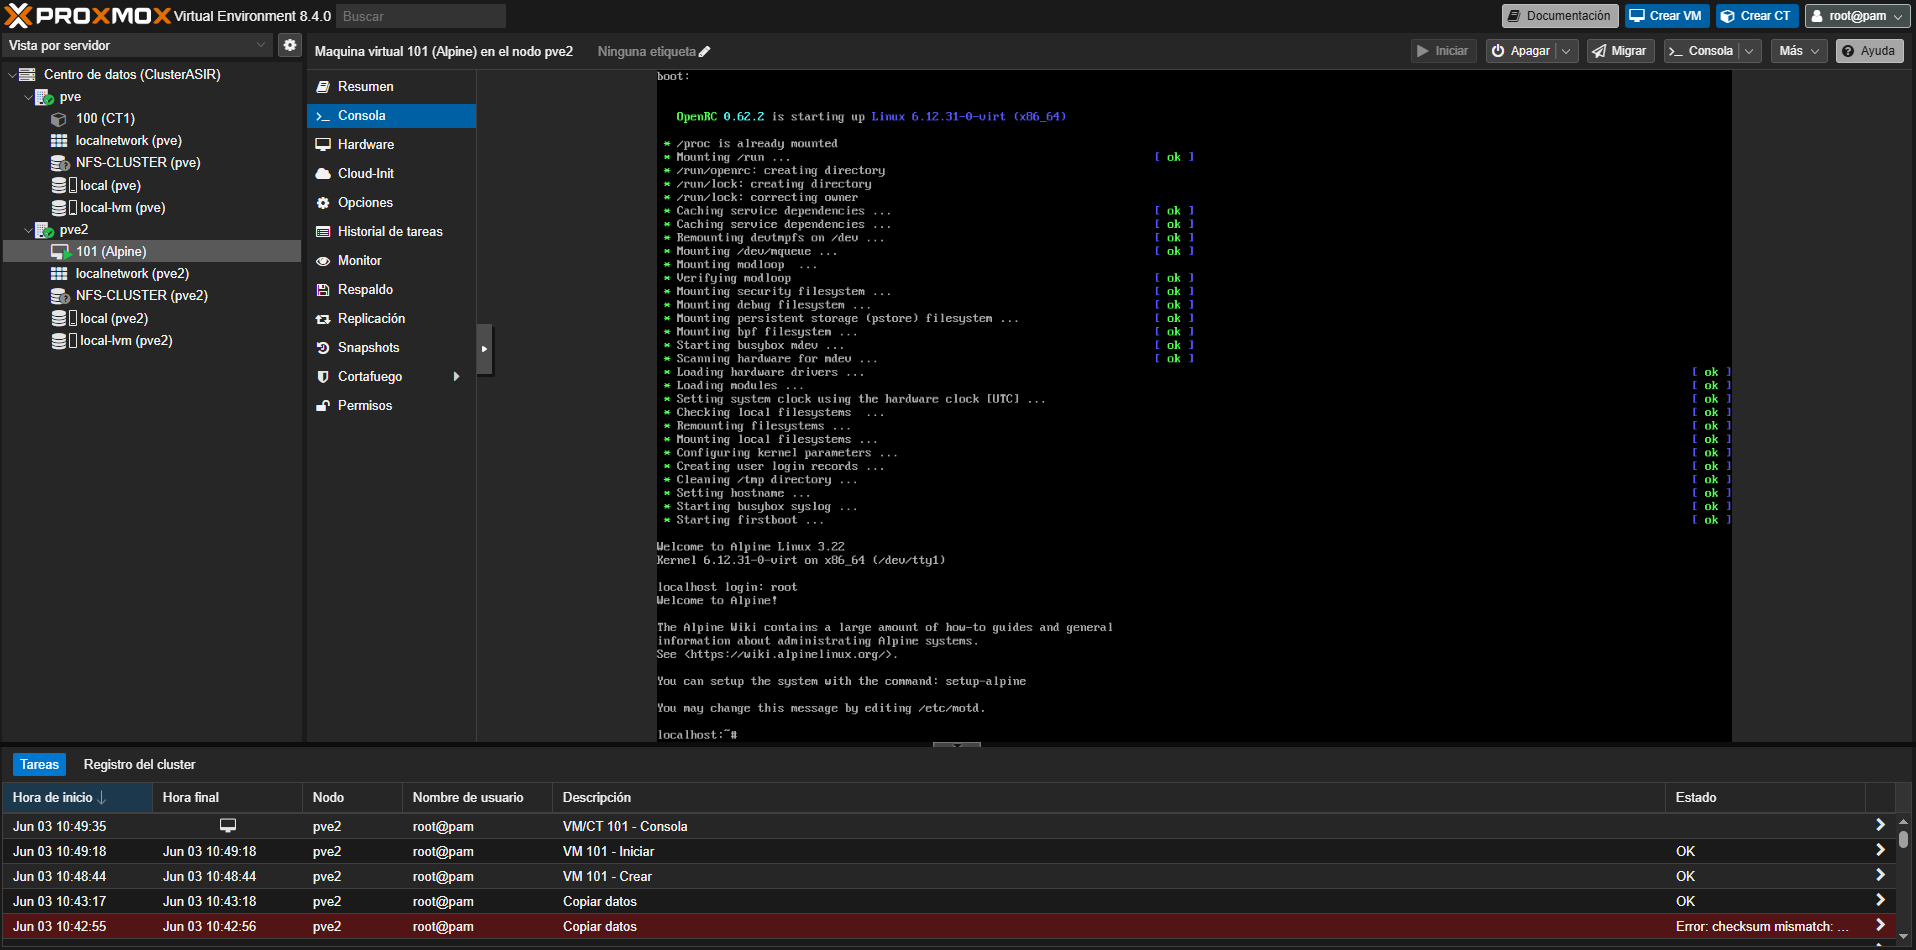 PROXMOX Virtual Environment 8.4.0 Buscar Documentación Crear VM Crear CT root@pam
Vista por servidor
Maquina virtual 101 (Alpine) en el nodo pve2 Ninguna etiqueta Iniciar Apagar Migrar Consola Más Ayuda
Centro de datos (ClusterASIR)
pve
100 (CT1)
localnetwork (pve)
NFS-CLUSTER (pve)
local (pve)
local-lvm (pve)
pve2
101 (Alpine)
localnetwork (pve2)
NFS-CLUSTER (pve2)
local (pve2)
local-lvm (pve2)
Resumen
Consola
Hardware
Cloud-Init
Opciones
Historial de tareas
Monitor
Respaldo
Replicación
Snapshots
Cortafuego
Permisos
boot:
OpenRC 0.62.2 is starting up Linux 6.12.31-0-virt (x86_64)
* /proc is already mounted
* Mounting /run ... [ ok ]
* /run/openrc: creating directory
* /run/lock: creating directory
* /run/lock: correcting owner
* Caching service dependencies ... [ ok ]
* Caching service dependencies ... [ ok ]
* Remounting devtmpfs on /dev ... [ ok ]
* Mounting /dev/mqueue ... [ ok ]
* Mounting modloop  ...
* Verifying modloop [ ok ]
* Mounting security filesystem ... [ ok ]
* Mounting debug filesystem ... [ ok ]
* Mounting persistent storage (pstore) filesystem ... [ ok ]
* Mounting bpf filesystem ... [ ok ]
* Starting busybox mdev ... [ ok ]
* Scanning hardware for mdev ... [ ok ]
* Loading hardware drivers ... [ ok ]
* Loading modules ... [ ok ]
* Setting system clock using the hardware clock [UTC] ... [ ok ]
* Checking local filesystems  ... [ ok ]
* Remounting filesystems ... [ ok ]
* Mounting local filesystems ... [ ok ]
* Configuring kernel parameters ... [ ok ]
* Creating user login records ... [ ok ]
* Cleaning /tmp directory ... [ ok ]
* Setting hostname ... [ ok ]
* Starting busybox syslog ... [ ok ]
* Starting firstboot ... [ ok ]
Welcome to Alpine Linux 3.22
Kernel 6.12.31-0-virt on x86_64 (/dev/tty1)
localhost login: root
Welcome to Alpine!
The Alpine Wiki contains a large amount of how-to guides and general
information about administrating Alpine systems.
See <https://wiki.alpinelinux.org/>.
You can setup the system with the command: setup-alpine
You may change this message by editing /etc/motd.
localhost:~#
Tareas Registro del cluster
Hora de inicio Hora final Nodo Nombre de usuario Descripción Estado
Jun 03 10:49:35 pve2 root@pam VM/CT 101 - Consola
Jun 03 10:49:18 Jun 03 10:49:18 pve2 root@pam VM 101 - Iniciar OK
Jun 03 10:48:44 Jun 03 10:48:44 pve2 root@pam VM 101 - Crear OK
Jun 03 10:43:17 Jun 03 10:43:18 pve2 root@pam Copiar datos OK
Jun 03 10:42:55 Jun 03 10:42:56 pve2 root@pam Copiar datos Error: checksum mismatch: ...